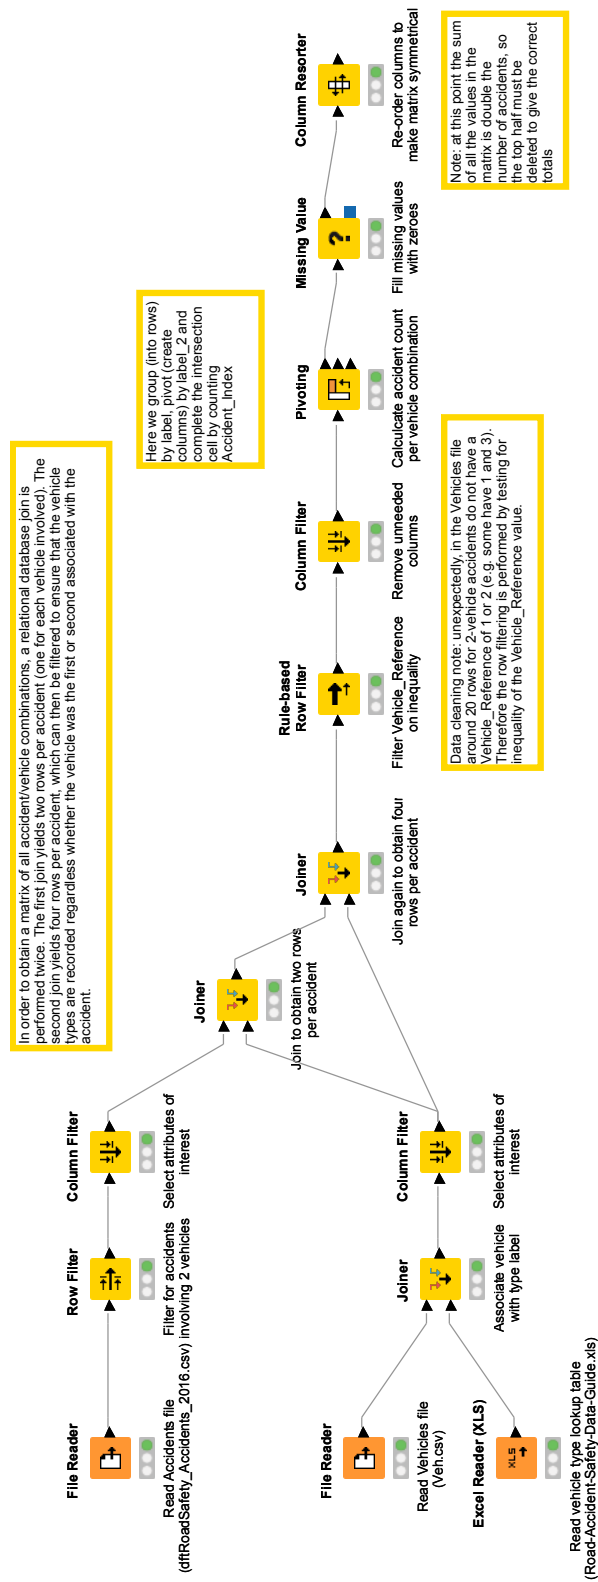 In order to obtain a matrix of all accident/vehicle combinations, a relational database join is
performed twice. The first join yields two rows per accident (one for each vehicle involved). The
second join yields four rows per accident, which can then be filtered to ensure that the vehicle
types are recorded regardless whether the vehicle was the first or second associated with the
accident.
File Reader
Read Accidents file
(dftRoadSafety_Accidents_2016.csv)
Row Filter
Filter for accidents
involving 2 vehicles
Column Filter
Select attributes of
interest
Here we group (into rows)
by label, pivot (create
columns) by label_2 and
complete the intersection
cell by counting
Accident_Index
Joiner
Join to obtain two rows
per accident
Joiner
Join again to obtain four
rows per accident
Rule-based
Row Filter
Filter Vehicle_Reference
on inequality
Column Filter
Remove unneeded
columns
Pivoting
Calculcate accident count
per vehicle combination
Missing Value
?
Fill missing values
with zeroes
Column Resorter
Re-order columns to
make matrix symmetrical
File Reader
Read Vehicles file
(Veh.csv)
Joiner
Associate vehicle
with type label
Column Filter
Select attributes of
interest
Data cleaning note: unexpectedly, in the Vehicles file
around 20 rows for 2-vehicle accidents do not have a
Vehicle_Reference of 1 or 2 (e.g. some have 1 and 3).
Therefore the row filtering is performed by testing for
inequality of the Vehicle_Reference value.
Note: at this point the sum
of all the values in the
matrix is double the
number of accidents, so
the top half must be
deleted to give the correct
totals
Excel Reader (XLS)
XLS
Read vehicle type lookup table
(Road-Accident-Safety-Data-Guide.xls)